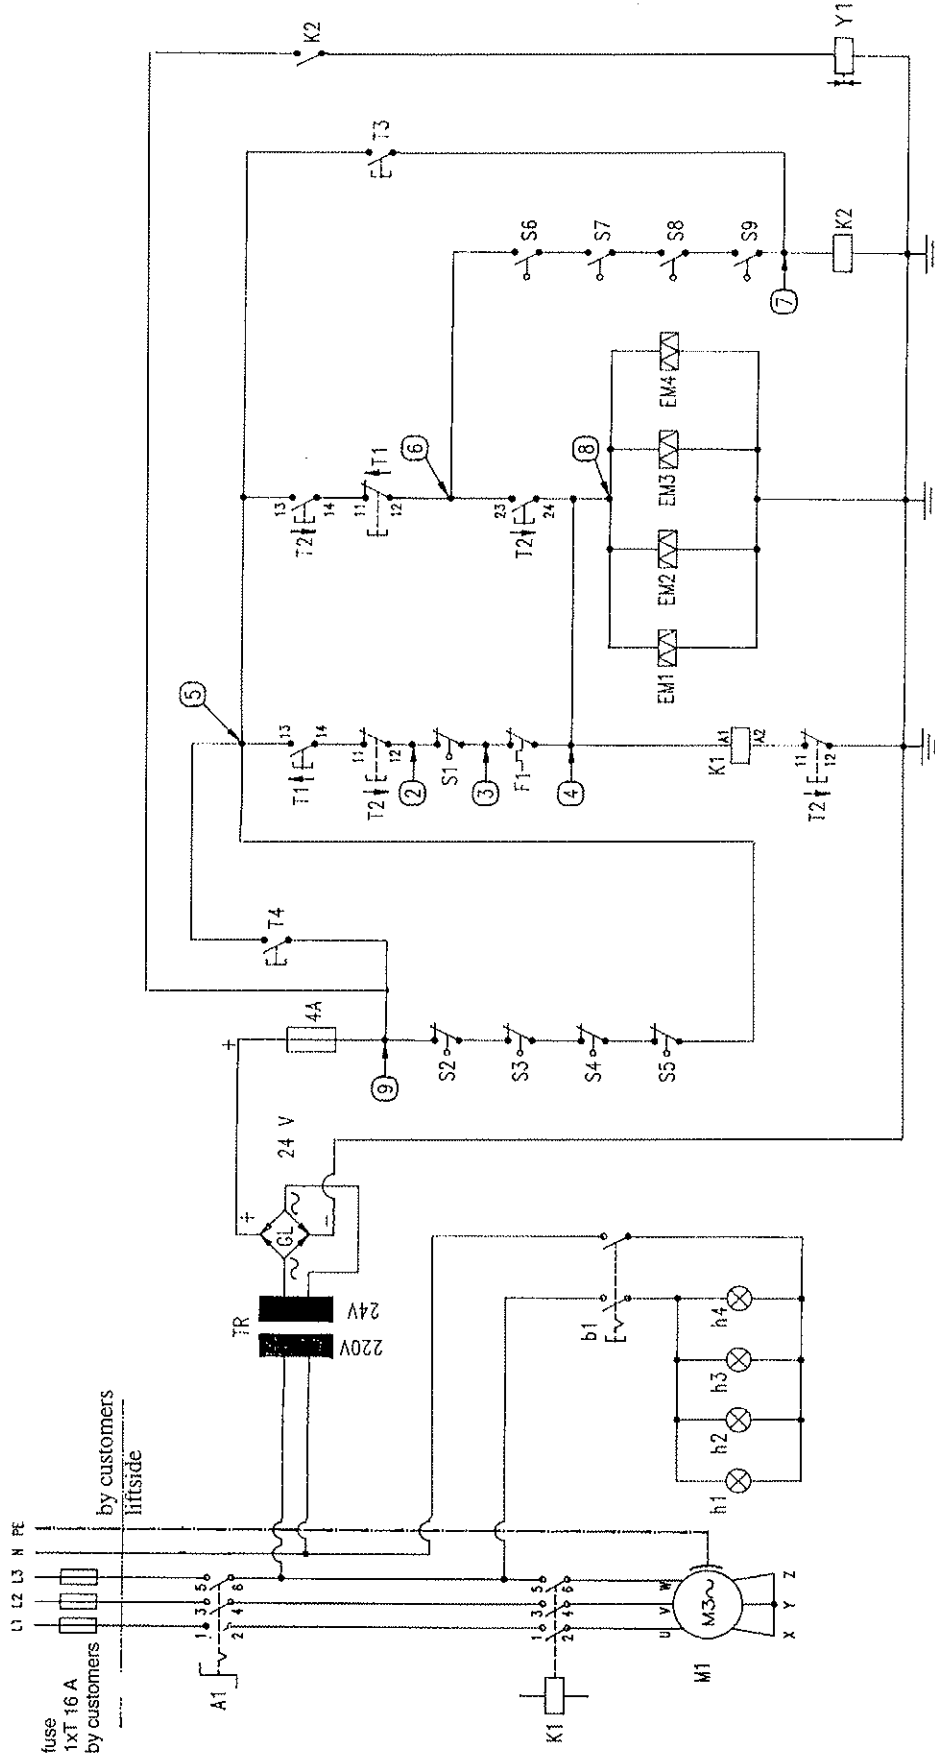 fuse
1xT 16 A
by customers
L1
L2
L3
N
PE
by customers
liftside
A1
1
3
5
2
4
6
TR
220V
24V
GL
+
-
24 V
+
4A
9
S2
S3
S4
S5
T4
5
T1
13
14
T2
11
12
2
S1
3
F1
4
K1
A1
A2
T2
11
12
T2
13
14
11
12
T1
6
T2
23
24
8
EM1
EM2
EM3
EM4
T3
S6
S7
S8
S9
7
K2
K2
Y1
K1
1
3
5
2
4
6
U
V
W
M3~
M1
X
Y
Z
b1
h1
h2
h3
h4